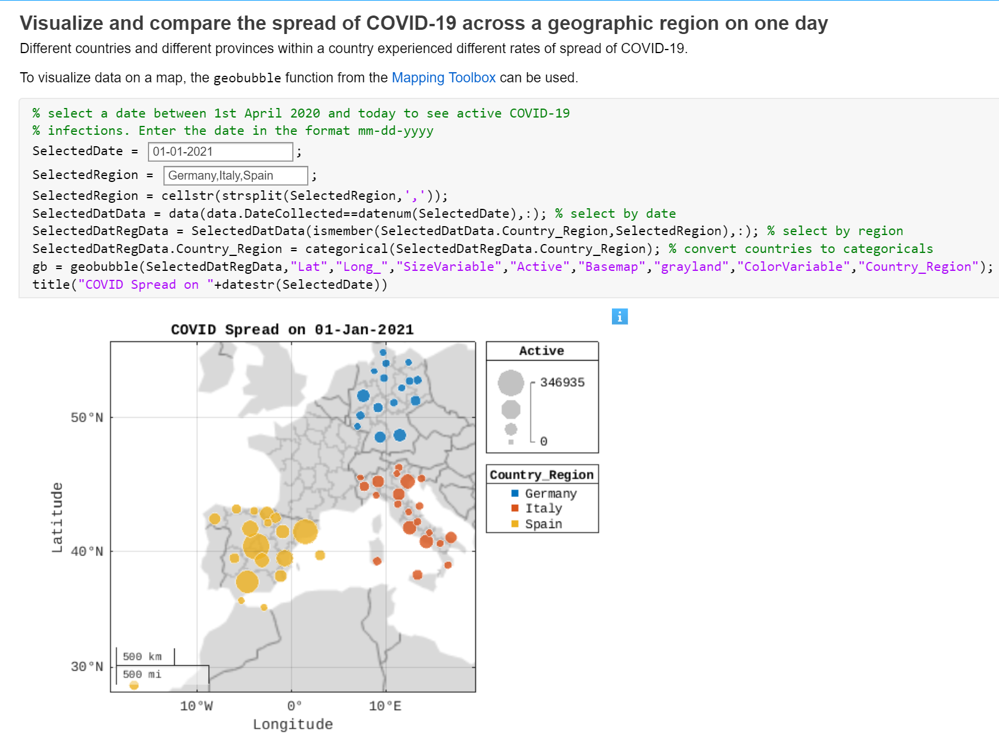 Visualize and compare the spread of COVID-19 across a geographic region on one day
Different countries and different provinces within a country experienced different rates of spread of COVID-19.
To visualize data on a map, the geobubble function from the Mapping Toolbox can be used.
% select a date between 1st April 2020 and today to see active COVID-19
% infections. Enter the date in the format mm-dd-yyyy
SelectedDate = 01-01-2021 ;
SelectedRegion = Germany,Italy,Spain ;
SelectedRegion = cellstr(strsplit(SelectedRegion,','));
SelectedDatData = data(data.DateCollected==datenum(SelectedDate),:); % select by date
SelectedDatRegData = SelectedDatData(ismember(SelectedDatData.Country_Region,SelectedRegion),:); % select by region
SelectedDatRegData.Country_Region = categorical(SelectedDatRegData.Country_Region); % convert countries to categoricals
gb = geobubble(SelectedDatRegData,"Lat","Long_","SizeVariable","Active","Basemap","grayland","ColorVariable","Country_Region");
title("COVID Spread on "+datestr(SelectedDate))
i
COVID Spread on 01-Jan-2021
Active
346935
0
Country_Region
Germany
Italy
Spain
Latitude
50°N
40°N
30°N
500 km
500 mi
10°W
0°
10°E
Longitude